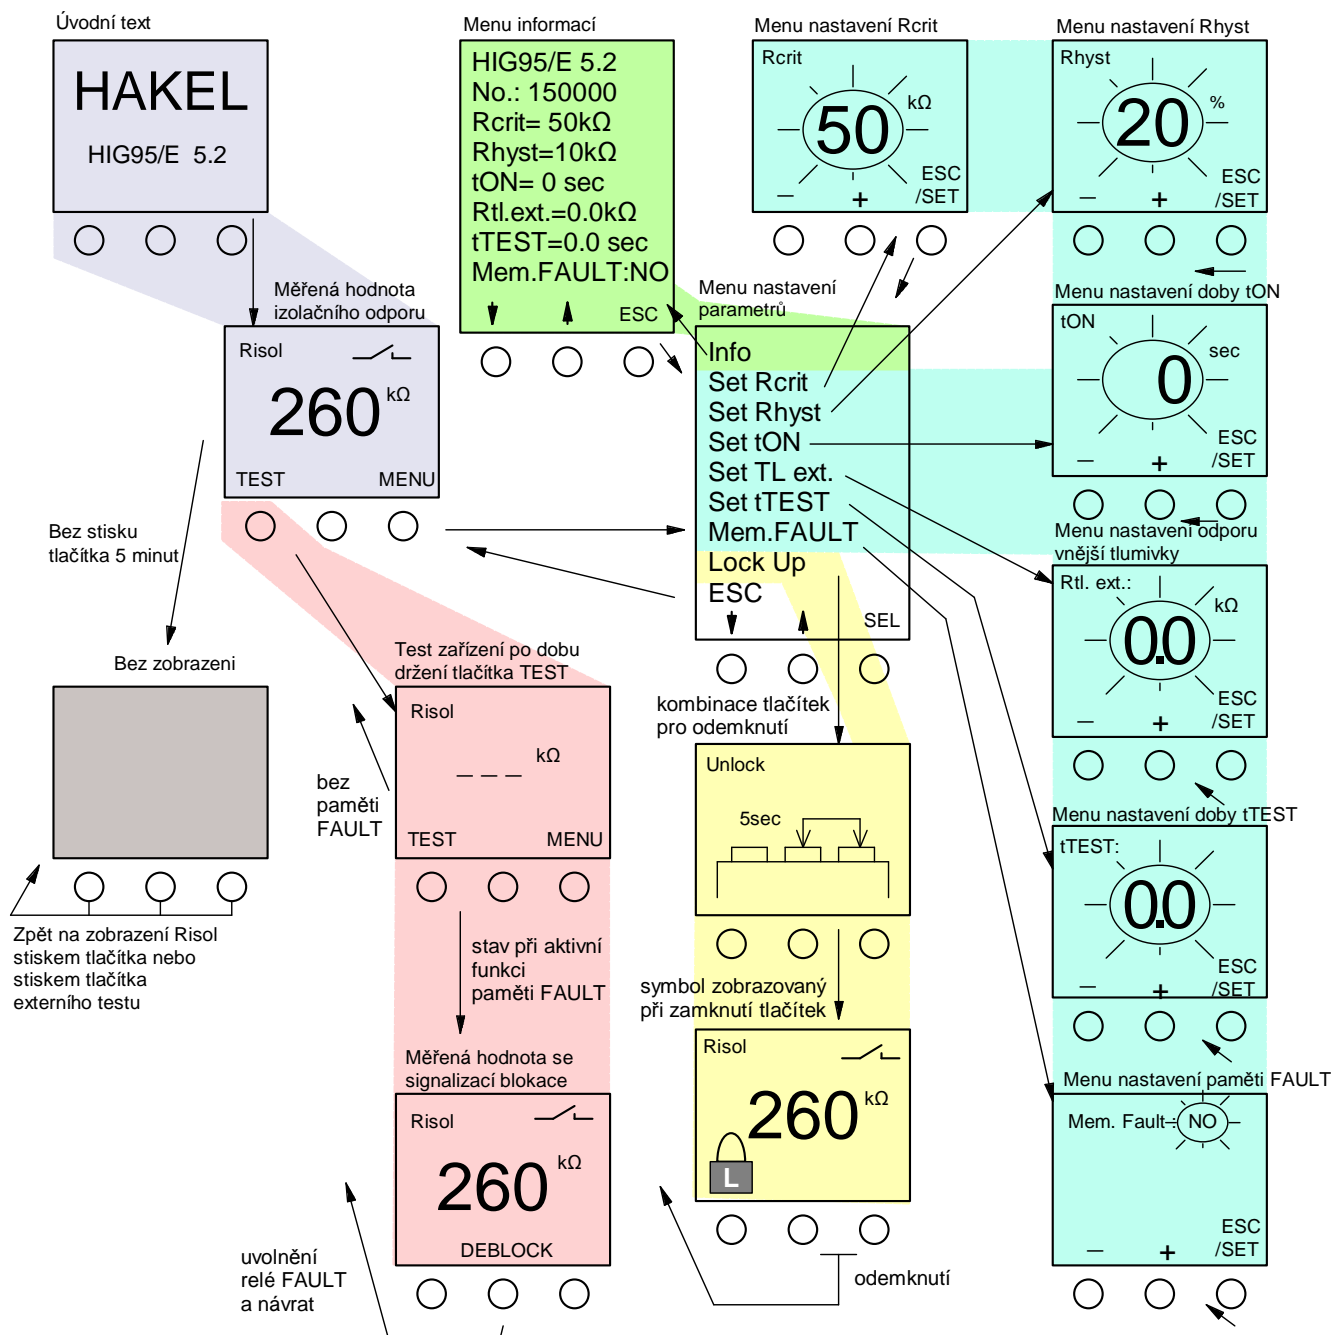 Úvodní text
HAKEL
HIG95/E 5.2
Menu informací
HIG95/E 5.2
No.: 150000
Rcrit= 50kΩ
Rhyst=10kΩ
tON= 0 sec
Rtl.ext.=0.0kΩ
tTEST=0.0 sec
Mem.FAULT:NO
ESC
Menu nastavení Rcrit
Rcrit
50 kΩ
− + ESC
/SET
Menu nastavení Rhyst
Rhyst
20 %
− + ESC
/SET
Měřená hodnota
izolačního odporu
Risol
260 kΩ
TEST MENU
Menu nastavení
parametrů
Info
Set Rcrit
Set Rhyst
Set tON
Set TL ext.
Set tTEST
Mem.FAULT
Lock Up
ESC
SEL
Menu nastavení doby tON
tON
0 sec
− + ESC
/SET
Menu nastavení odporu
vnější tlumivky
Rtl. ext.:
0.0 kΩ
− + ESC
/SET
Menu nastavení doby tTEST
tTEST:
0.0
− + ESC
/SET
Menu nastavení paměti FAULT
Mem. Fault : NO
− + ESC
/SET
Bez stisku
tlačítka 5 minut
Bez zobrazeni
Zpět na zobrazení Risol
stiskem tlačítka nebo
stiskem tlačítka
externího testu
Test zařízení po dobu
držení tlačítka TEST
Risol
_ _ _ kΩ
TEST MENU
bez
paměti
FAULT
stav při aktivní
funkci
paměti FAULT
Měřená hodnota se
signalizací blokace
Risol
260 kΩ
DEBLOCK
uvolnění
relé FAULT
a návrat
kombinace tlačítek
pro odemknutí
Unlock
5sec
symbol zobrazovaný
při zamknutí tlačítek
Risol
260 kΩ
L
odemknutí